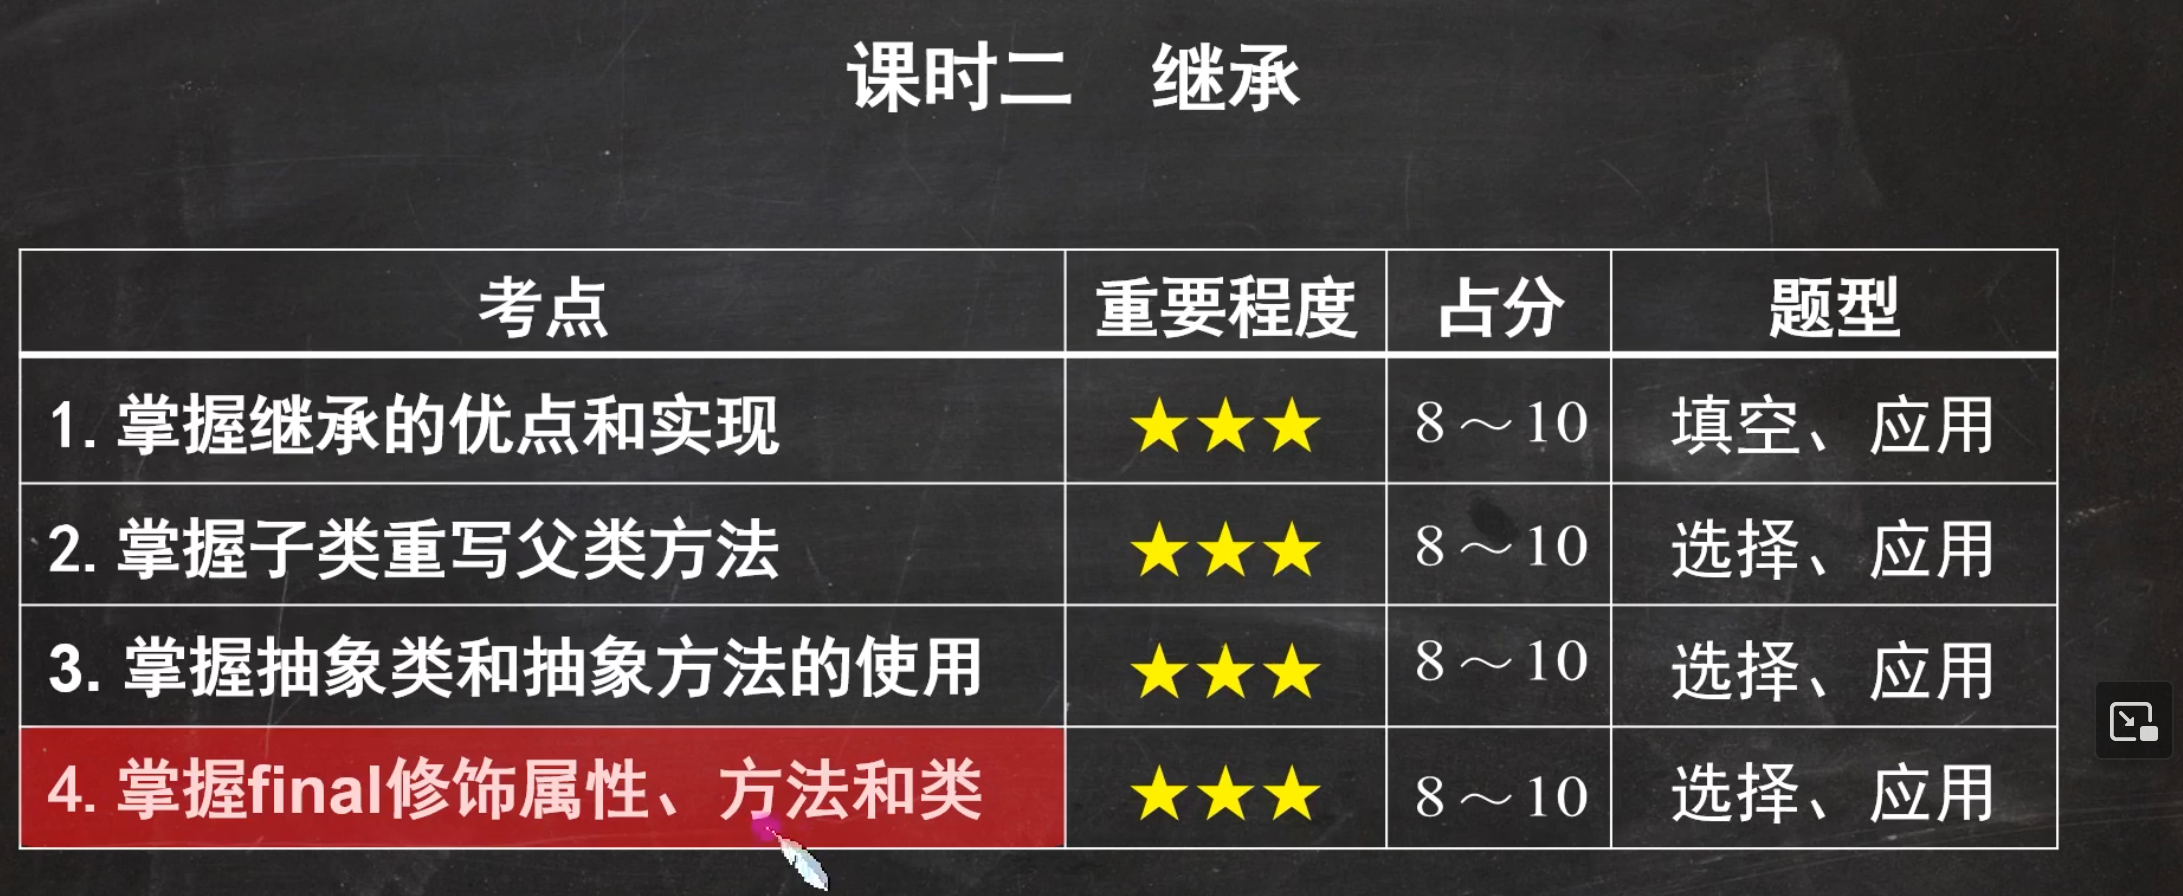 课时二 继承
考点 重要程度 占分 题型
1. 掌握继承的优点和实现 ★★★ 8～10 填空、应用
2. 掌握子类重写父类方法 ★★★ 8～10 选择、应用
3. 掌握抽象类和抽象方法的使用 ★★★ 8～10 选择、应用
4. 掌握final修饰属性、方法和类 ★★★ 8～10 选择、应用